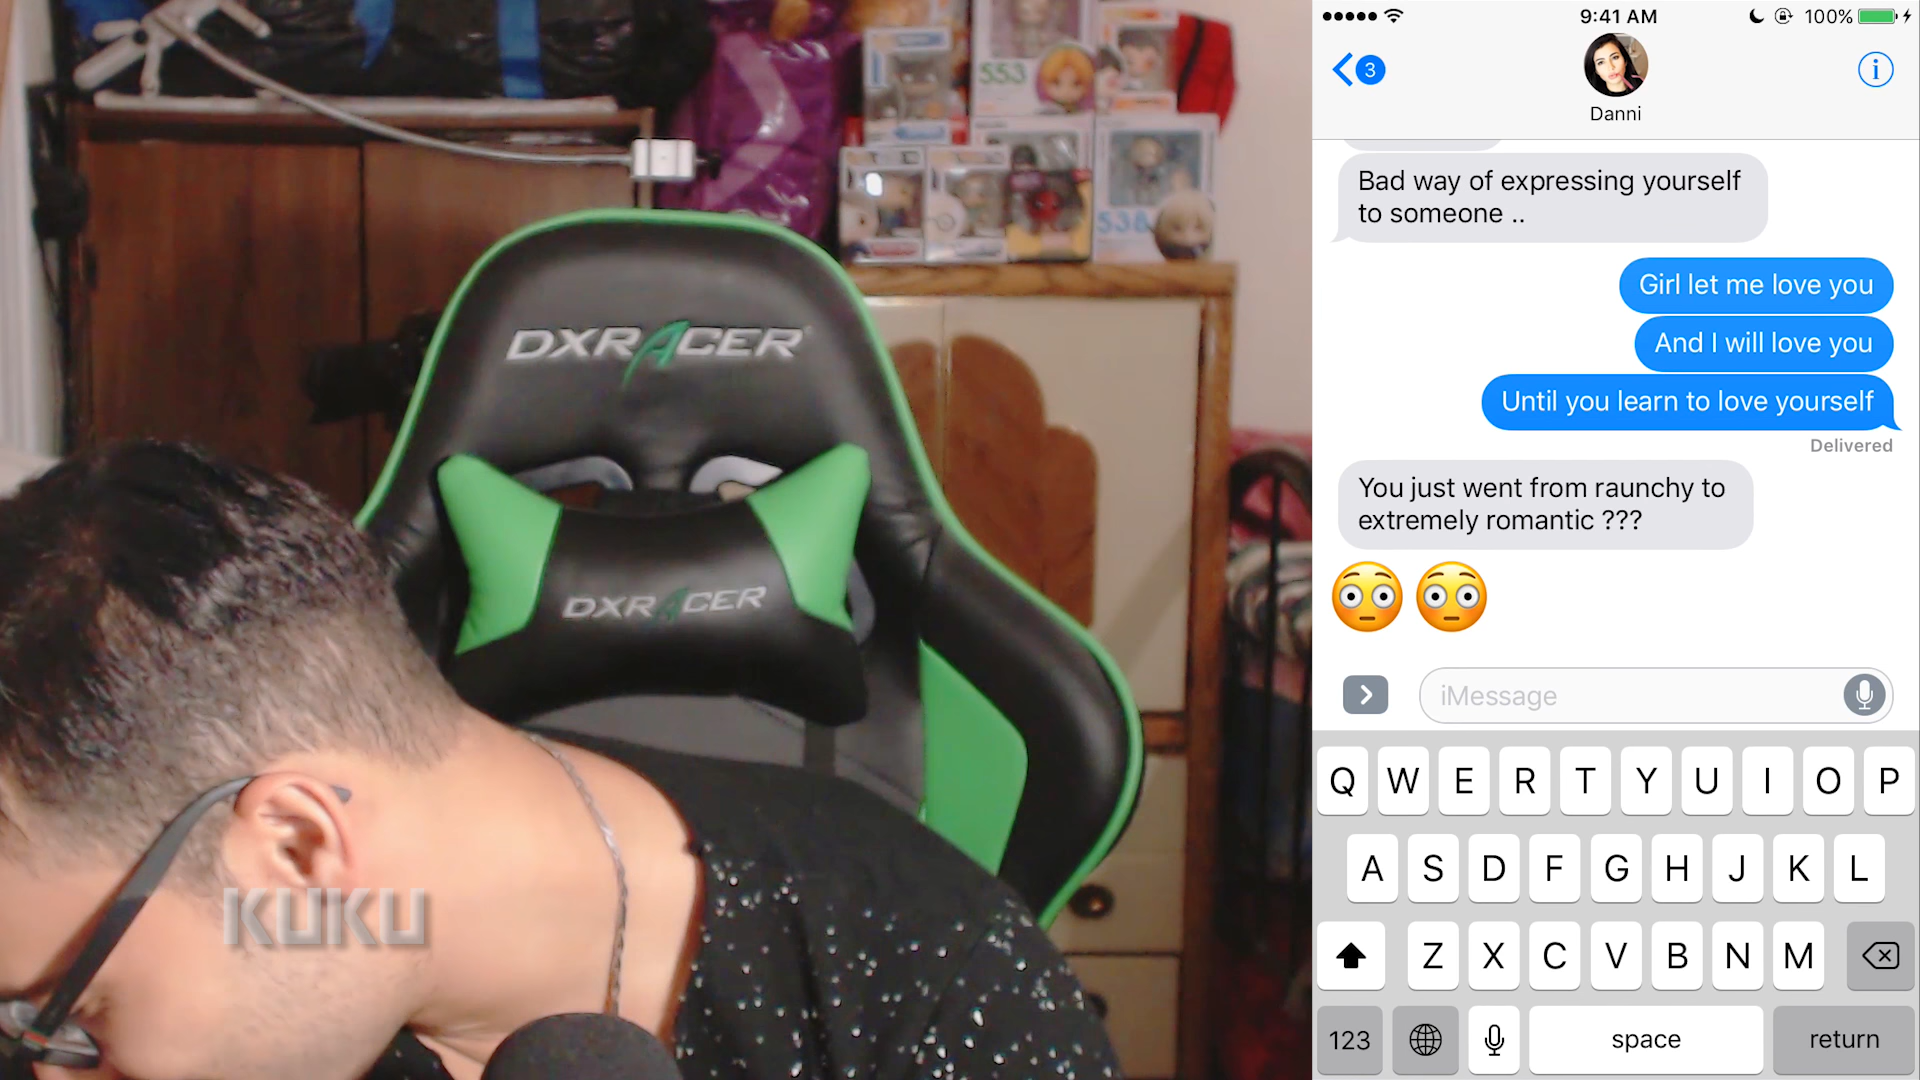 553
538
DXRACER
DXRACER
KUKU
9:41 AM
100%
3
i
Danni
Bad way of expressing yourself
to someone ..
Girl let me love you
And I will love you
Until you learn to love yourself
Delivered
You just went from raunchy to
extremely romantic ???
iMessage
Q W E R T Y U I O P
A S D F G H J K L
Z X C V B N M
123 space return